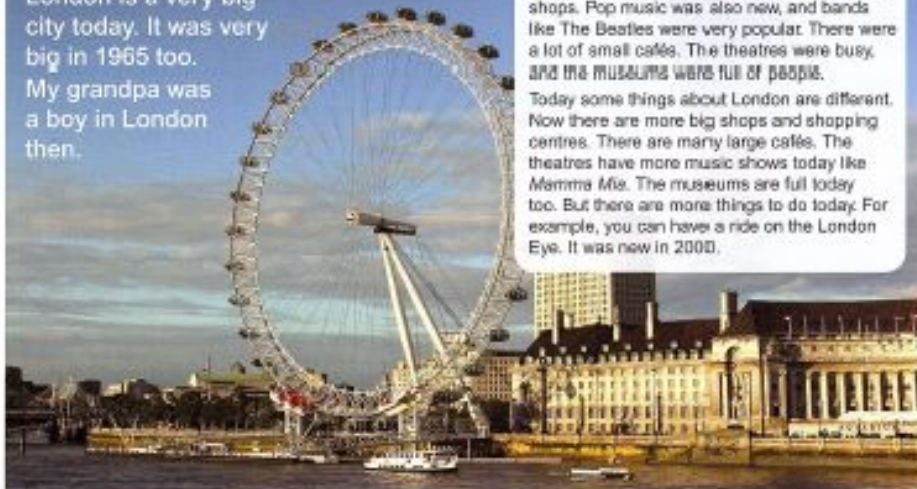 London is a very big
city today. It was very
big in 1965 too.
My grandpa was
a boy in London
then.
shops. Pop music was also new, and bands
like The Beatles were very popular. There were
a lot of small cafés. The theatres were busy,
and the museums were full of people.
Today some things about London are different.
Now there are more big shops and shopping
centres. There are many large cafés. The
theatres have more music shows today like
Mamma Mia. The museums are full today
too. But there are more things to do today. For
example, you can have a ride on the London
Eye. It was new in 2000.